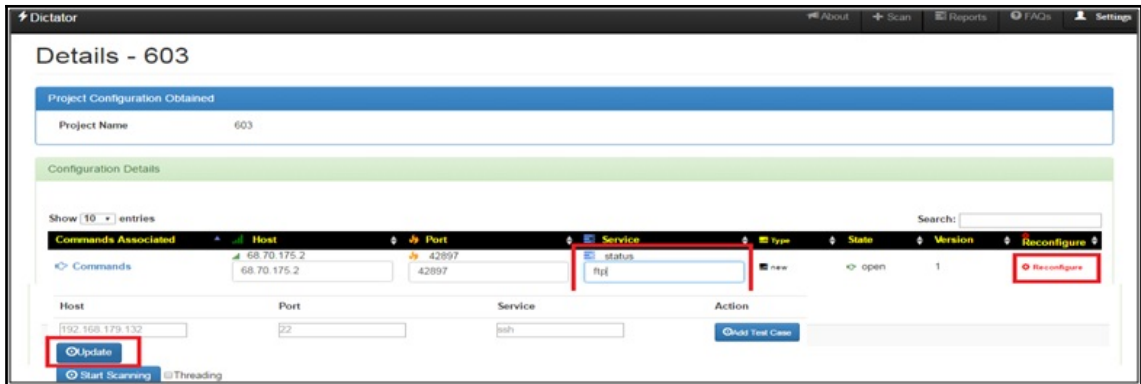 Dictator About Scan Reports FAQs Settings
Details - 603
Project Configuration Obtained
Project Name 603
Configuration Details
Show 10 entries Search:
Commands Associated Host Port Service Type State Version Reconfigure
68.70.175.2 42897 status
Commands 68.70.175.2 42897 ftp new open 1 Reconfigure
Host Port Service Action
192.168.179.132 22 ssh Add Test Case
Update
Start Scanning Threading